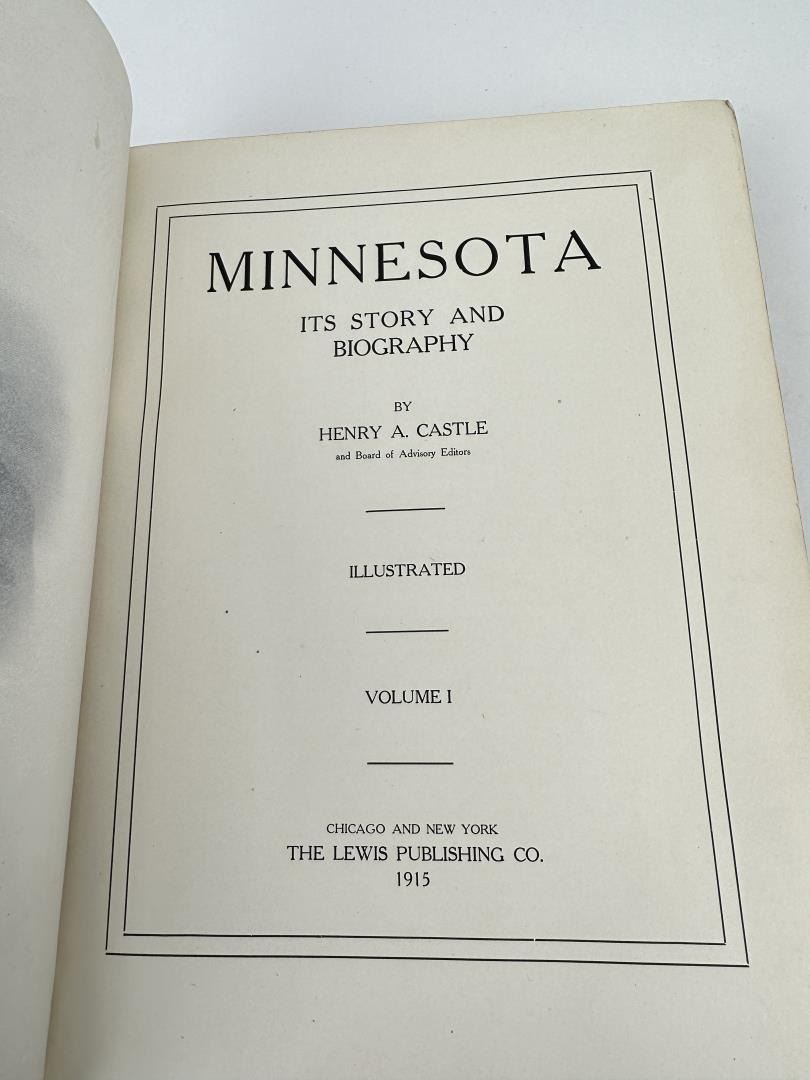 MINNESOTA
ITS STORY AND
BIOGRAPHY
BY
HENRY A. CASTLE
and Board of Advisory Editors
ILLUSTRATED
VOLUME I
CHICAGO AND NEW YORK
THE LEWIS PUBLISHING CO.
1915